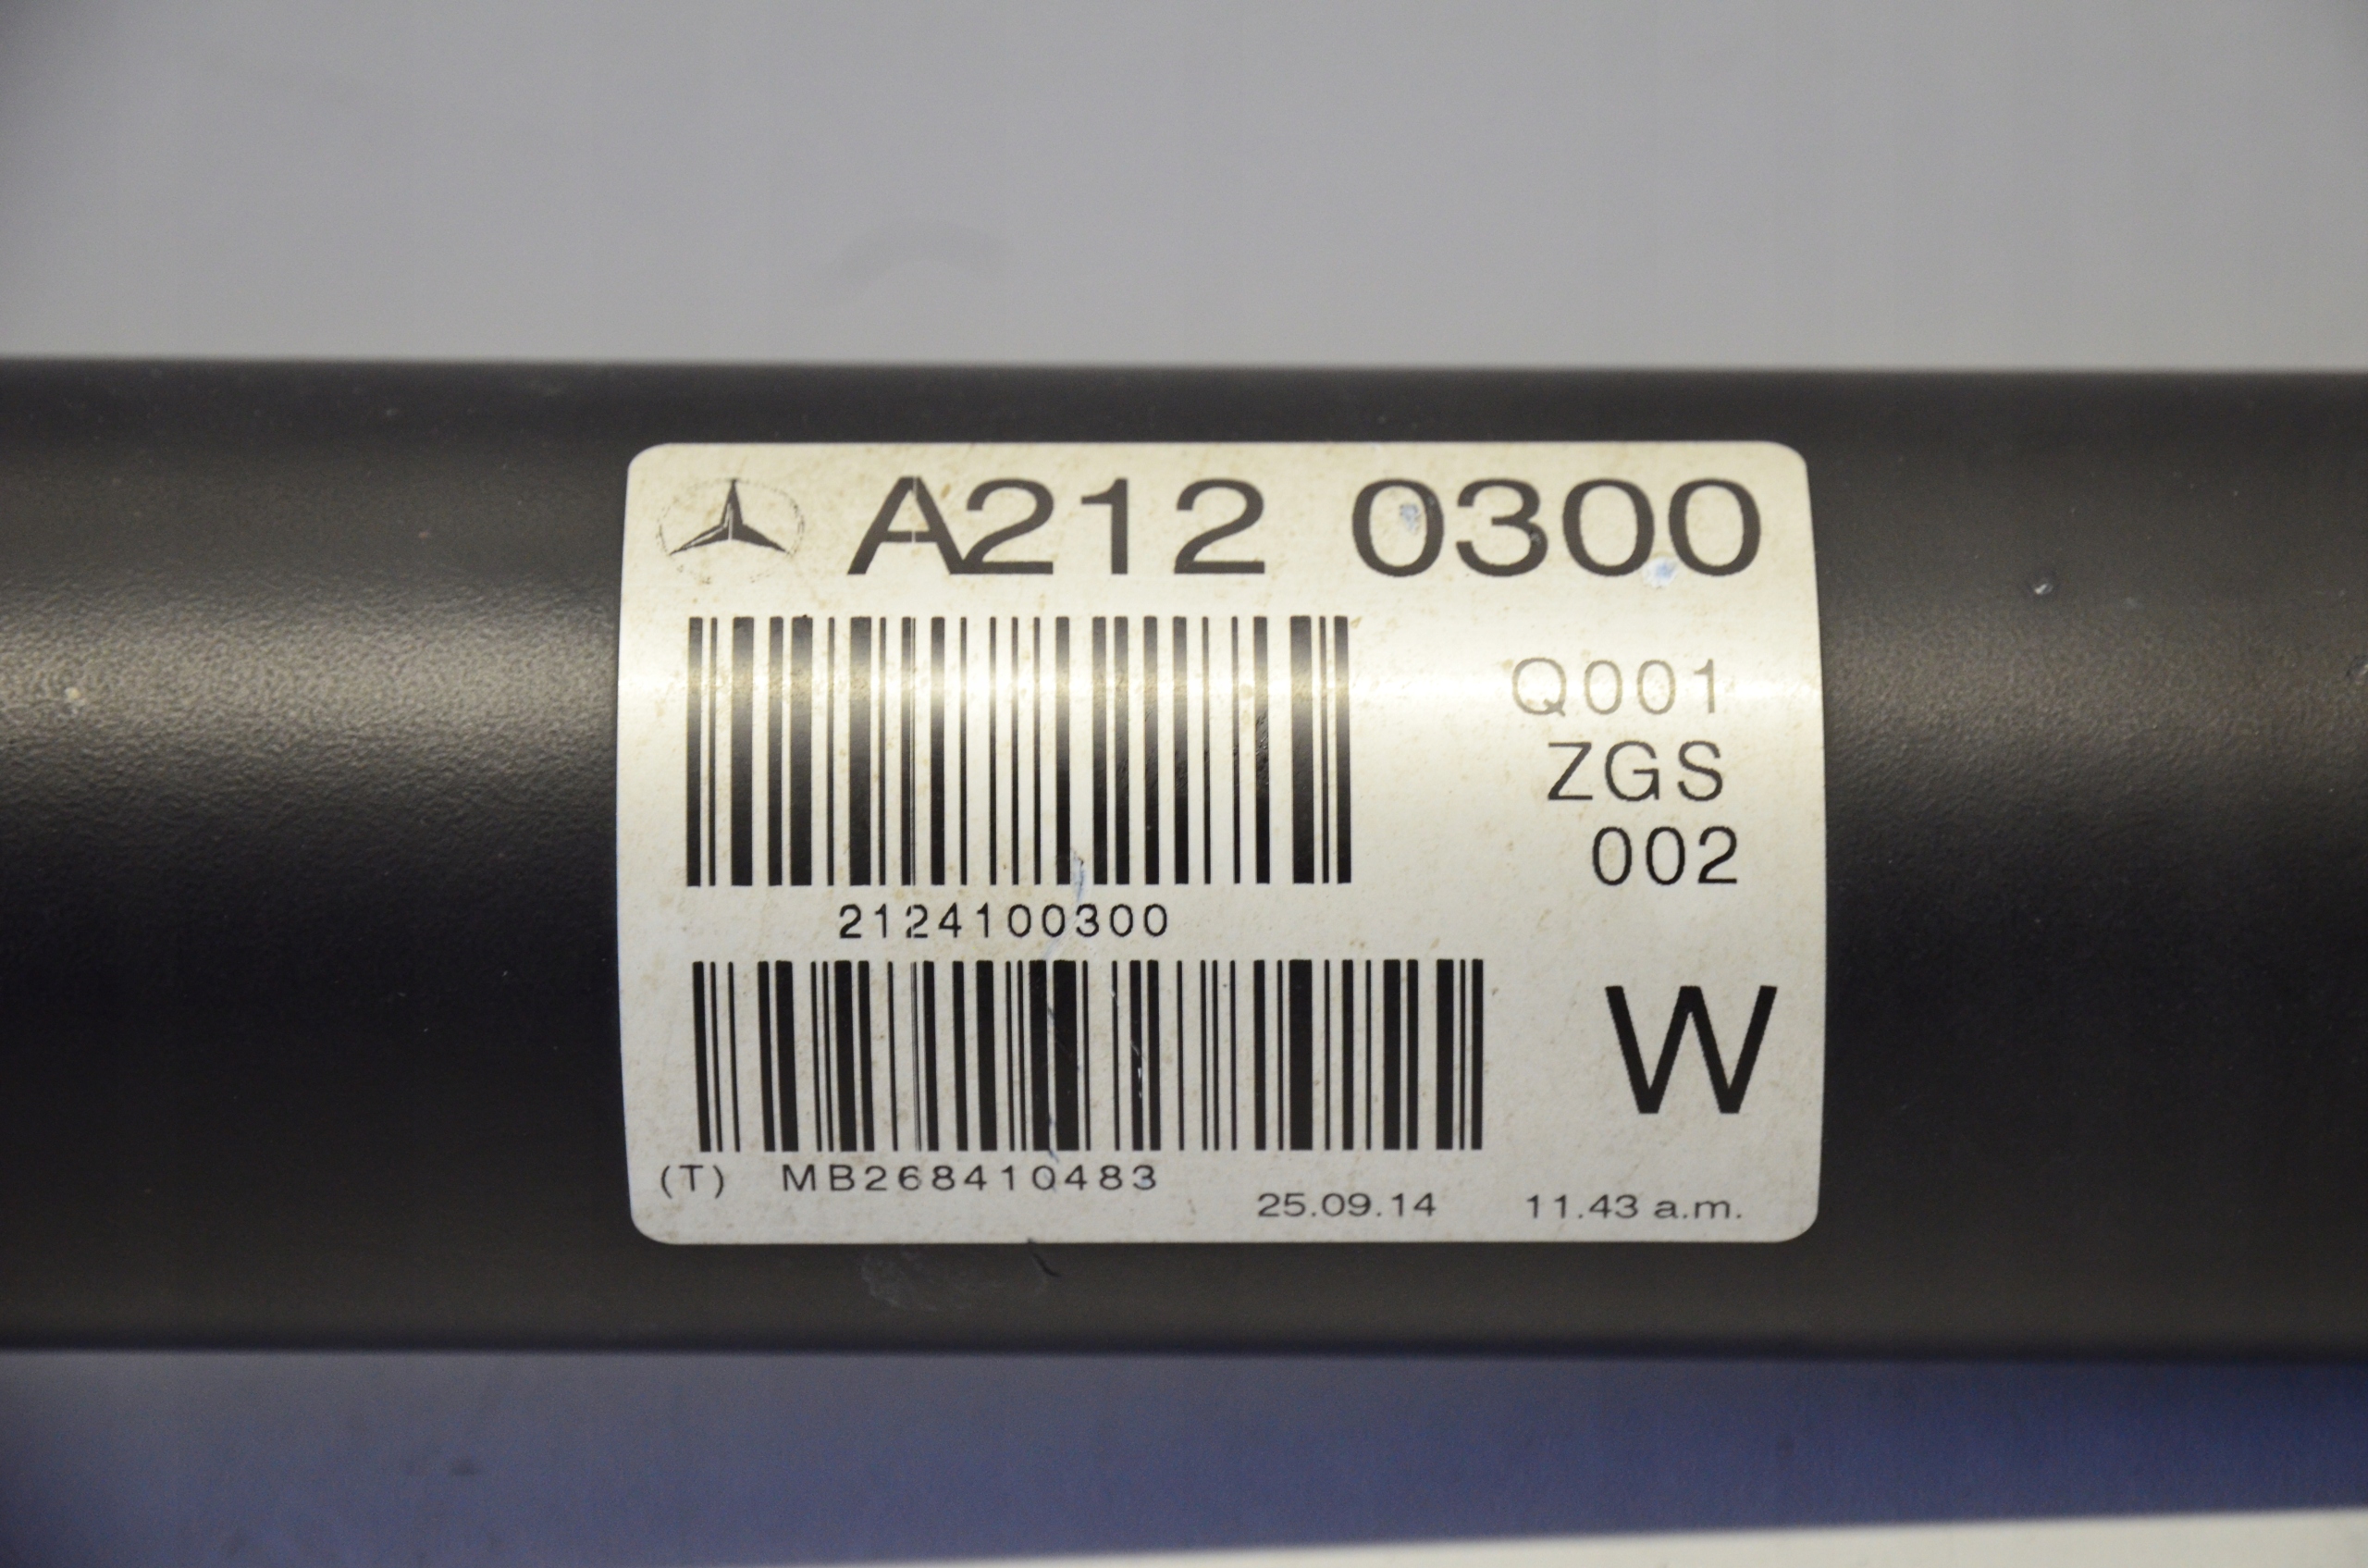 A212 0300
Q001
ZGS
002
2124100300
W
(T) MB268410483
25.09.14 11.43 a.m.